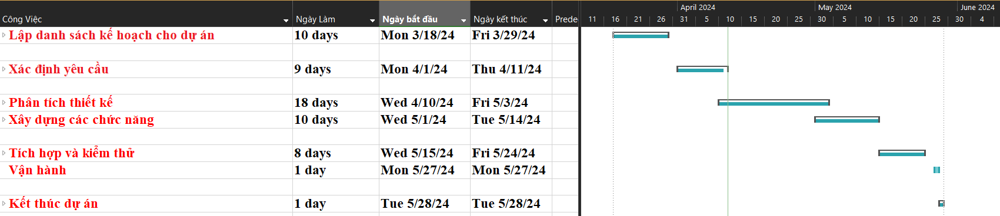 April 2024 May 2024 June 2024
Công Việc Ngày Làm Ngày bắt đầu Ngày kết thúc Prede 11 16 21 26 31 5 10 15 20 25 30 5 10 15 20 25 30 4
Lập danh sách kế hoạch cho dự án 10 days Mon 3/18/24 Fri 3/29/24
Xác định yêu cầu 9 days Mon 4/1/24 Thu 4/11/24
Phân tích thiết kế 18 days Wed 4/10/24 Fri 5/3/24
Xây dựng các chức năng 10 days Wed 5/1/24 Tue 5/14/24
Tích hợp và kiểm thử 8 days Wed 5/15/24 Fri 5/24/24
Vận hành 1 day Mon 5/27/24 Mon 5/27/24
Kết thúc dự án 1 day Tue 5/28/24 Tue 5/28/24